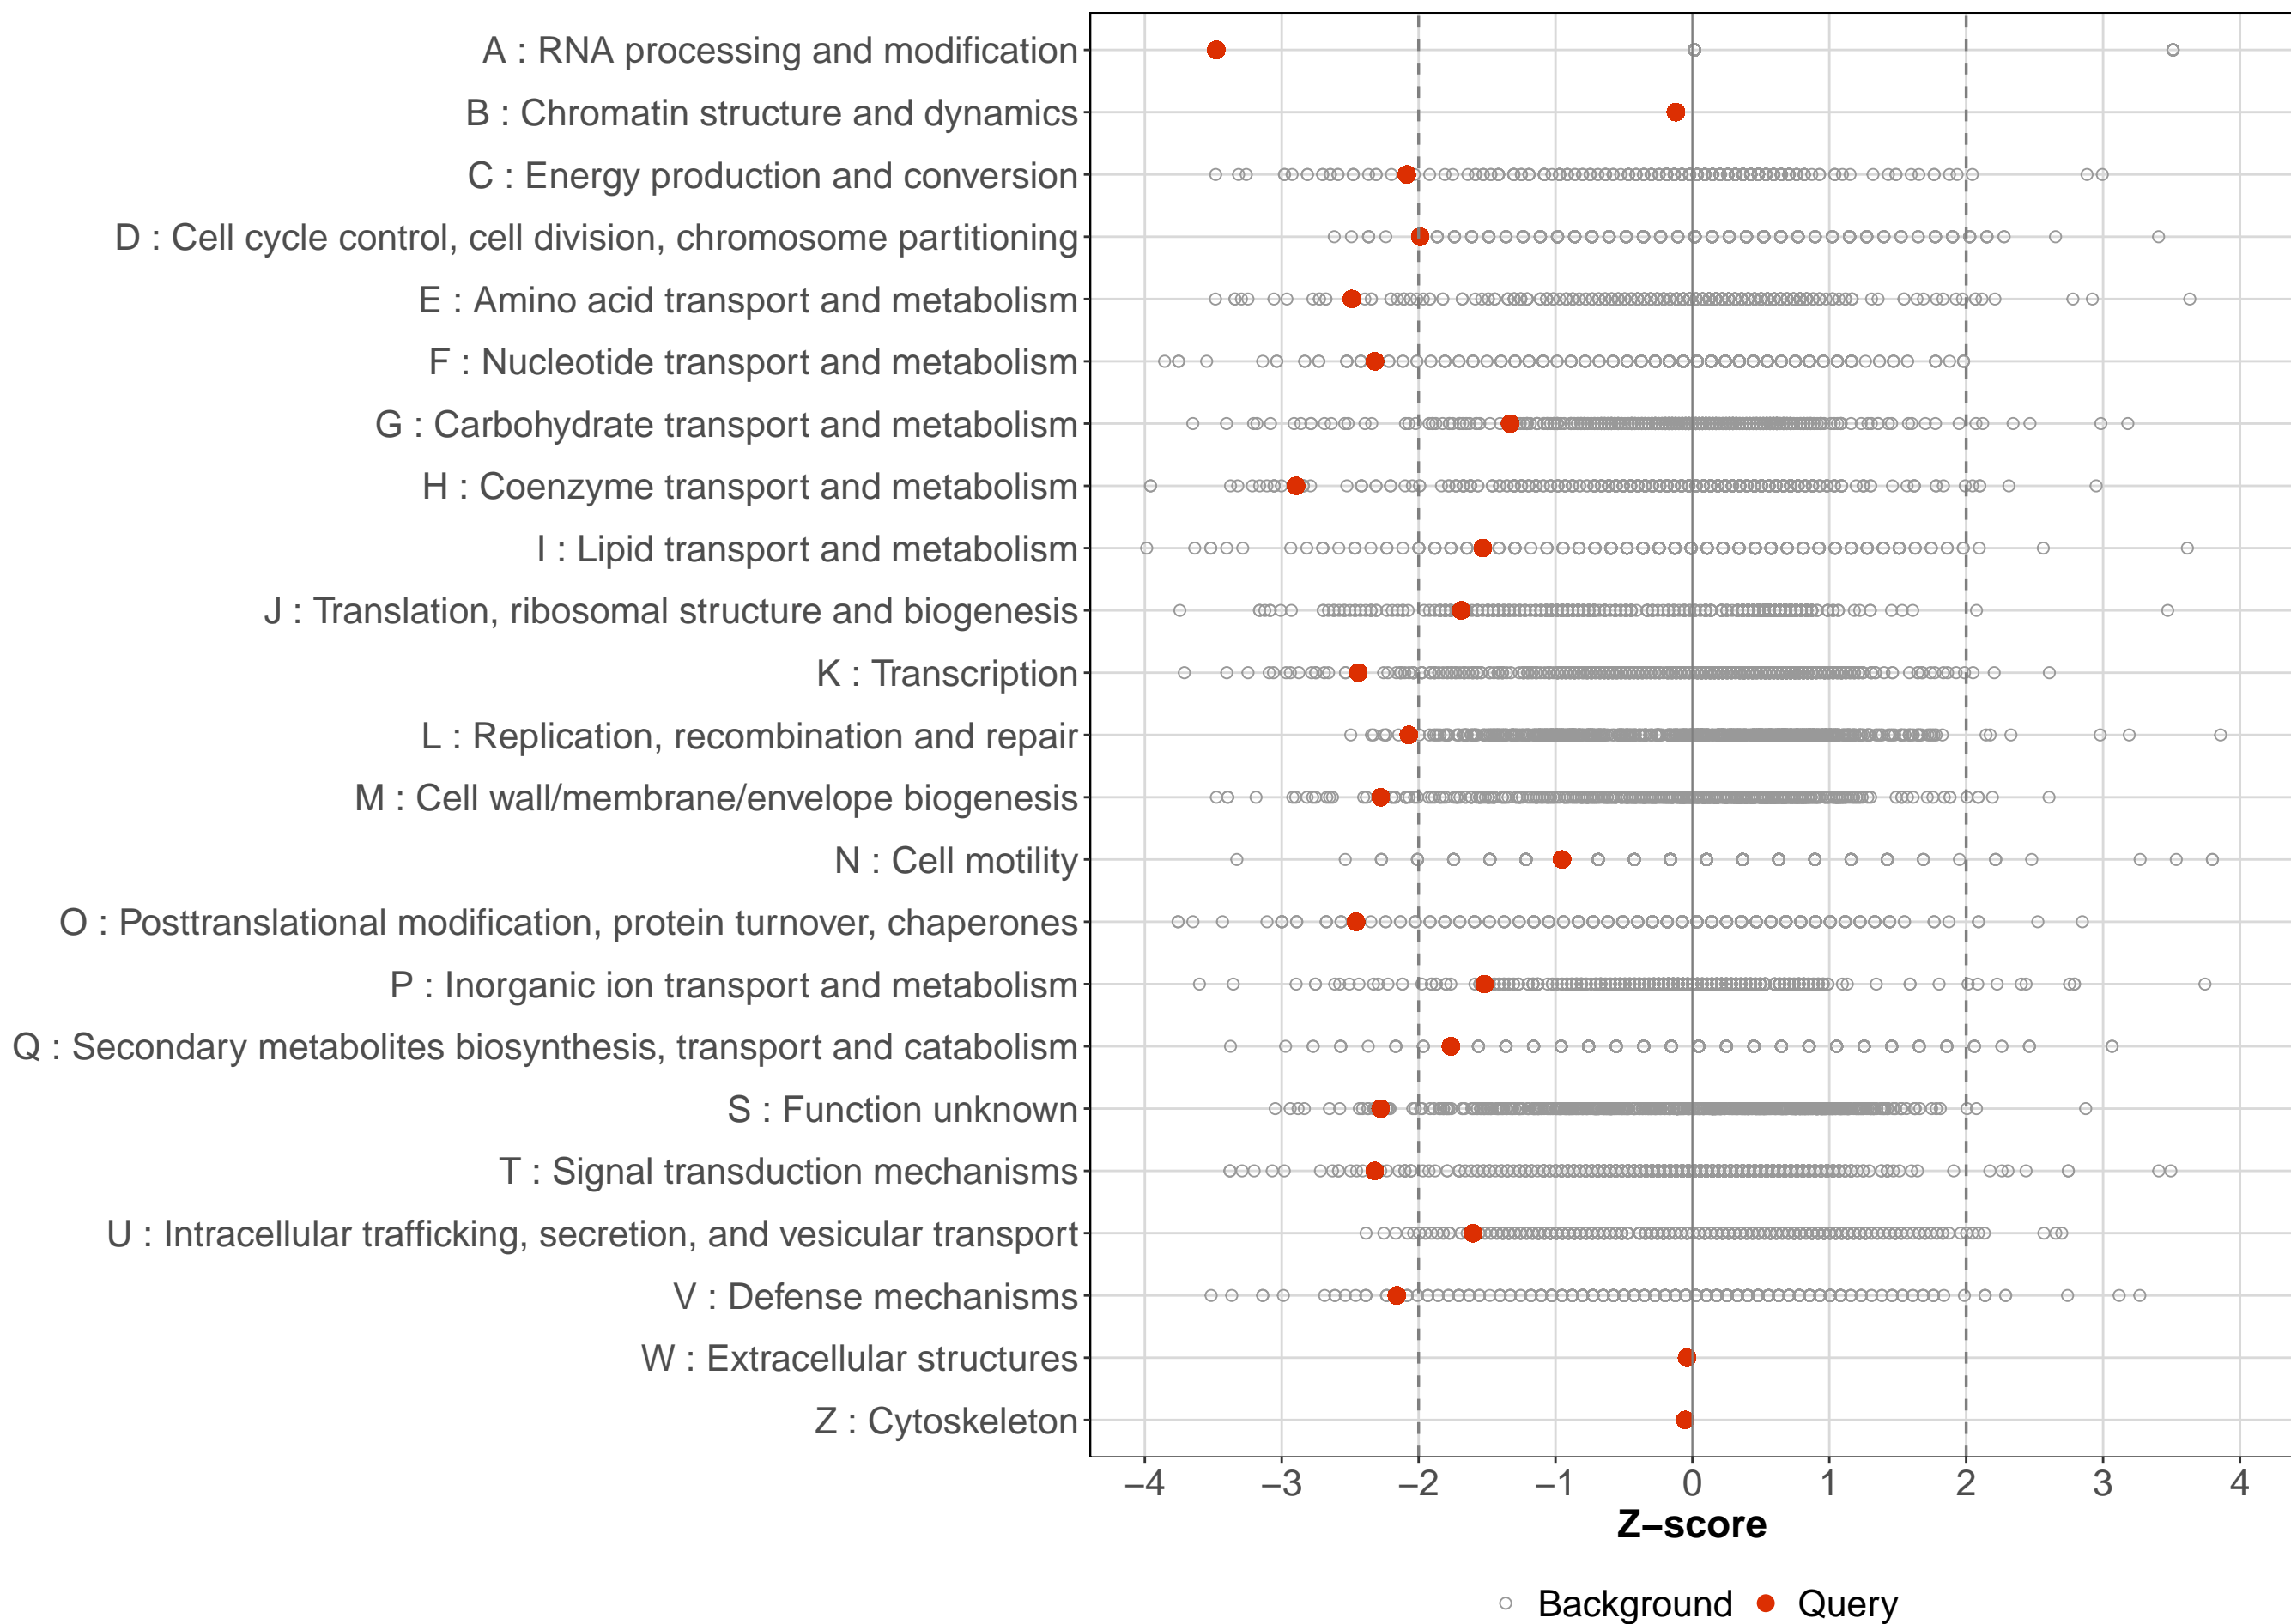 A : RNA processing and modification
B : Chromatin structure and dynamics
C : Energy production and conversion
D : Cell cycle control, cell division, chromosome partitioning
E : Amino acid transport and metabolism
F : Nucleotide transport and metabolism
G : Carbohydrate transport and metabolism
H : Coenzyme transport and metabolism
I : Lipid transport and metabolism
J : Translation, ribosomal structure and biogenesis
K : Transcription
L : Replication, recombination and repair
M : Cell wall/membrane/envelope biogenesis
N : Cell motility
O : Posttranslational modification, protein turnover, chaperones
P : Inorganic ion transport and metabolism
Q : Secondary metabolites biosynthesis, transport and catabolism
S : Function unknown
T : Signal transduction mechanisms
U : Intracellular trafficking, secretion, and vesicular transport
V : Defense mechanisms
W : Extracellular structures
Z : Cytoskeleton
−4 −3 −2 −1 0 1 2 3 4
Z−score
Background Query